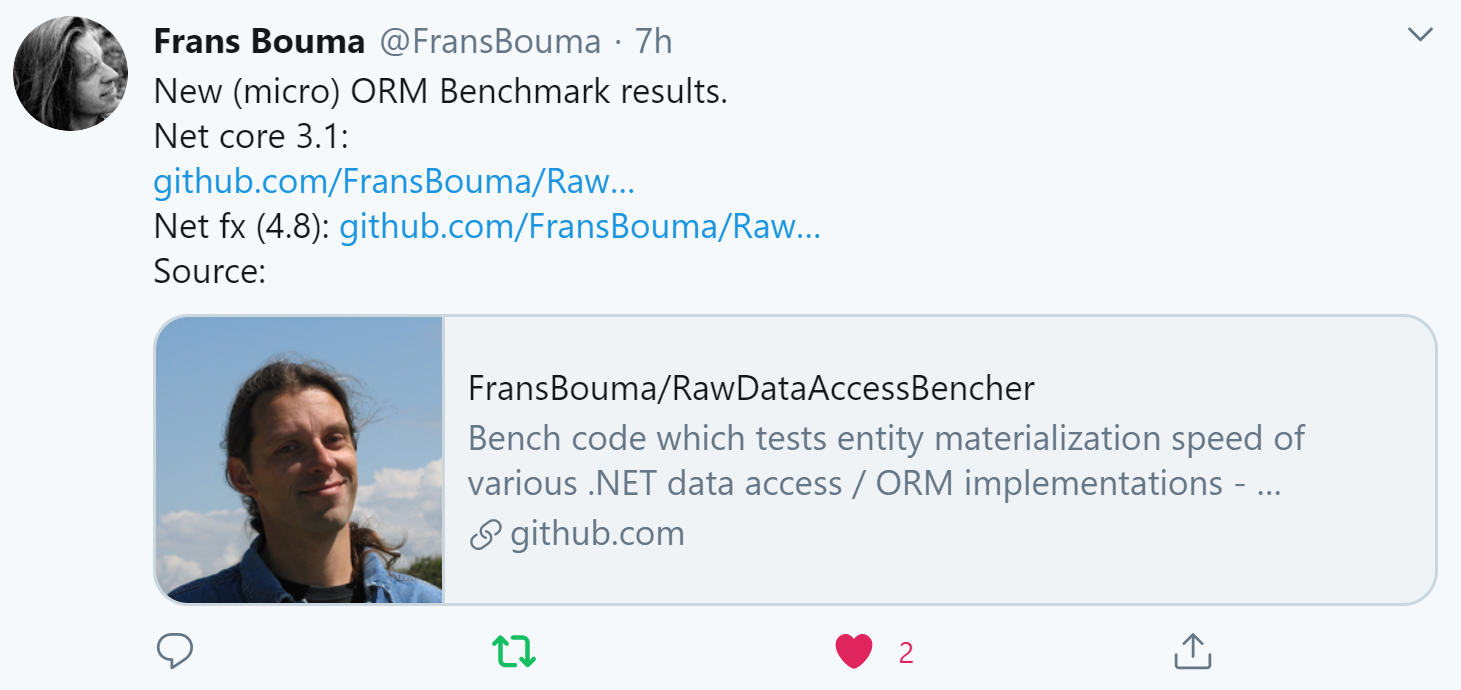 Frans Bouma @FransBouma · 7h
New (micro) ORM Benchmark results.
Net core 3.1:
github.com/FransBouma/Raw...
Net fx (4.8): github.com/FransBouma/Raw...
Source:
FransBouma/RawDataAccessBencher
Bench code which tests entity materialization speed of
various .NET data access / ORM implementations - ...
github.com
2